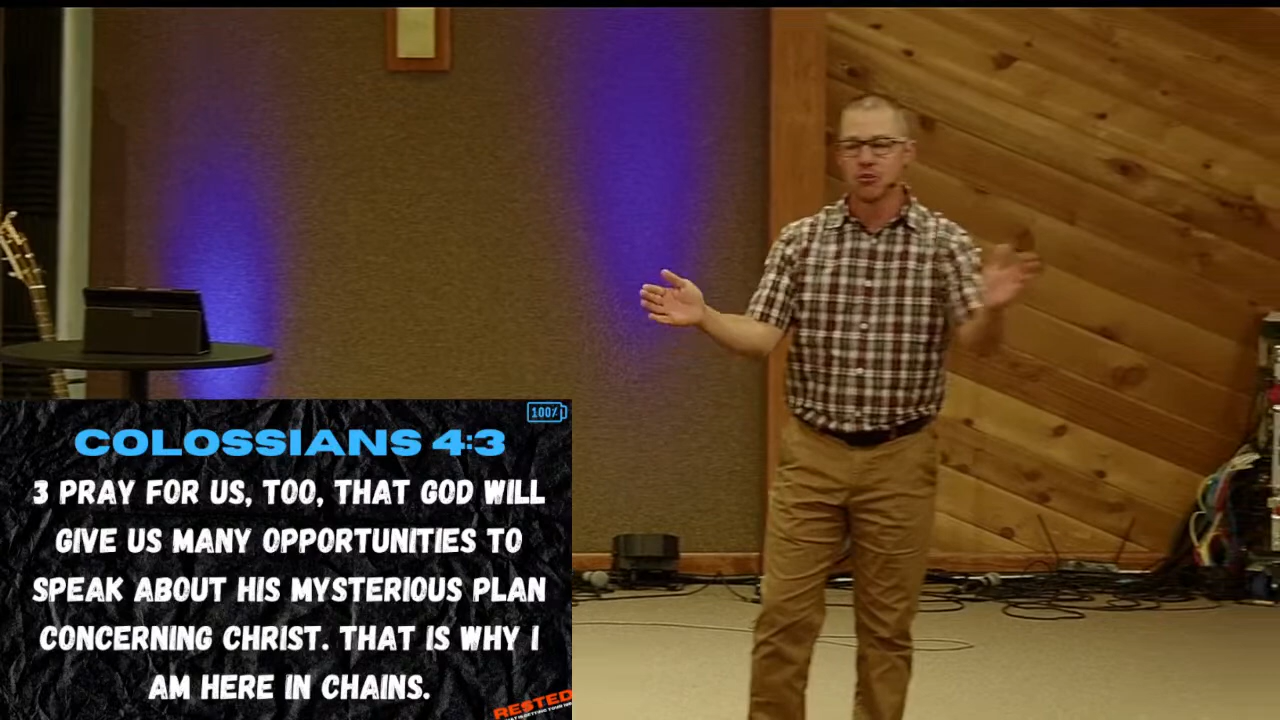 100%
COLOSSIANS 4:3
3 PRAY FOR US, TOO, THAT GOD WILL
GIVE US MANY OPPORTUNITIES TO
SPEAK ABOUT HIS MYSTERIOUS PLAN
CONCERNING CHRIST. THAT IS WHY I
AM HERE IN CHAINS.
RESTED